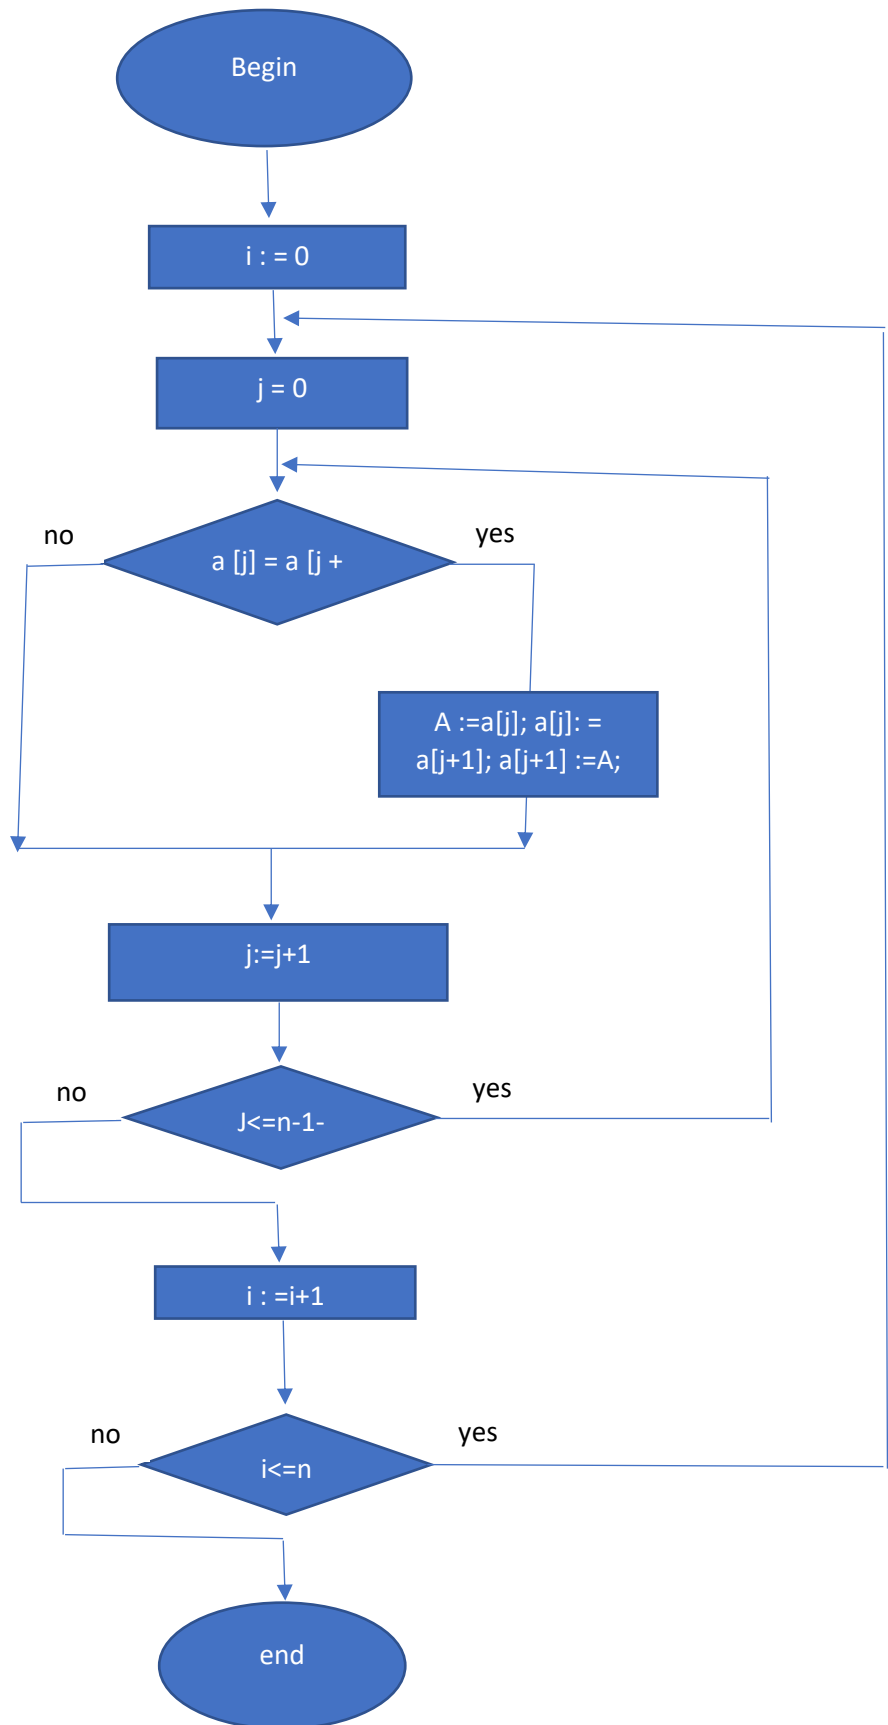 Begin
i : = 0
j = 0
no
yes
a [j] = a [j +
A :=a[j]; a[j]: =
a[j+1]; a[j+1] :=A;
j:=j+1
no
yes
J<=n-1-
i : =i+1
no
yes
i<=n
end